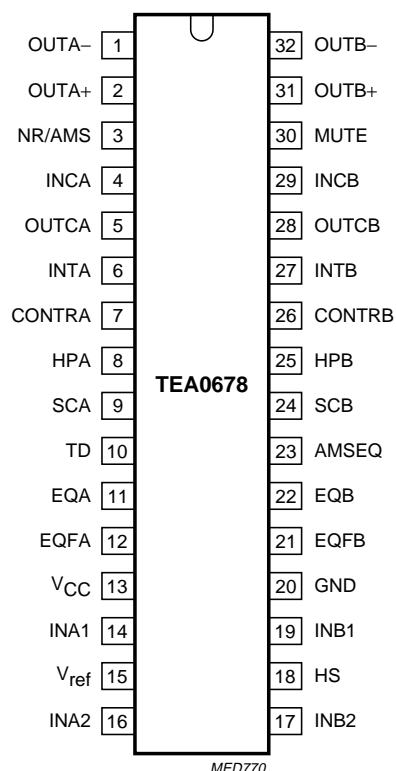 OUTA− 1 32 OUTB−
OUTA+ 2 31 OUTB+
NR/AMS 3 30 MUTE
INCA 4 29 INCB
OUTCA 5 28 OUTCB
INTA 6 27 INTB
CONTRA 7 26 CONTRB
HPA 8 25 HPB
TEA0678
SCA 9 24 SCB
TD 10 23 AMSEQ
EQA 11 22 EQB
EQFA 12 21 EQFB
VCC 13 20 GND
INA1 14 19 INB1
Vref 15 18 HS
INA2 16 17 INB2
MED770